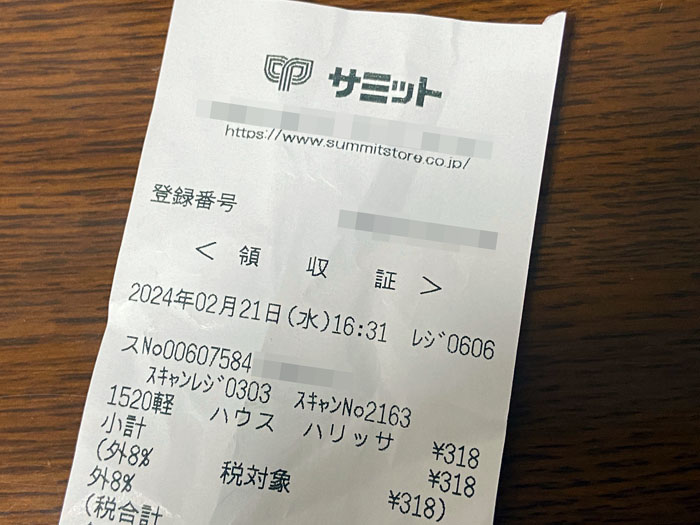 サミット
https://www.summitstore.co.jp/
登録番号
＜ 領 収 証 ＞
2024年02月21日(水)16:31 ﾚｼﾞ0606
スNo00607584
ｽｷｬﾝﾚｼﾞ0303 ｽｷｬﾝNo2163
1520軽 ハウス ハリッサ ¥318
小計 ¥318
(外8% 税対象 ¥318)
外8%
(税合計